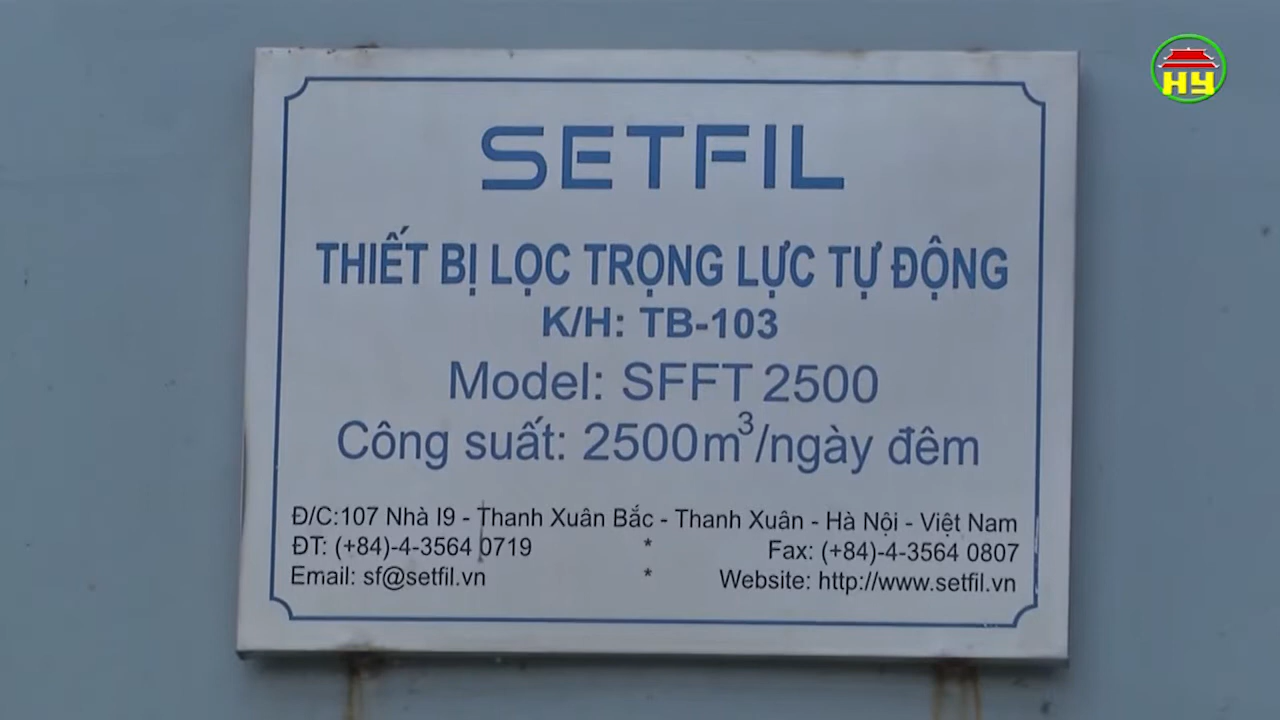 HY
SETFIL
THIẾT BỊ LỌC TRỌNG LỰC TỰ ĐỘNG
K/H: TB-103
Model: SFFT 2500
Công suất: 2500m³/ngày đêm
Đ/C:107 Nhà I9 - Thanh Xuân Bắc - Thanh Xuân - Hà Nội - Việt Nam
ĐT: (+84)-4-3564 0719 * Fax: (+84)-4-3564 0807
Email: sf@setfil.vn * Website: http://www.setfil.vn